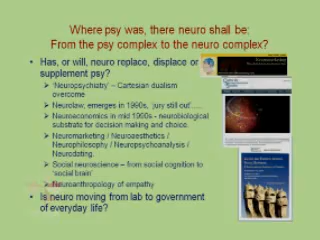 Where psy was, there neuro shall be:
From the psy complex to the neuro complex?
• Has, or will, neuro replace, displace or
supplement psy?
➢ ‘Neuropsychiatry’ – Cartesian dualism
overcome
➢ Neurolaw, emerges in 1990s, ‘jury still out’.....
➢ Neuroeconomics in mid 1990s - neurobiological
substrate for decision making and choice.
➢ Neuromarketing / Neuroaesthetics /
Neurophilosophy / Neuropsychoanalysis /
Neurodating.
➢ Social neuroscience – from social cognition to
‘social brain’
➢ Neuroanthropology of empathy
• Is neuro moving from lab to government
of everyday life?
Neuromarketing